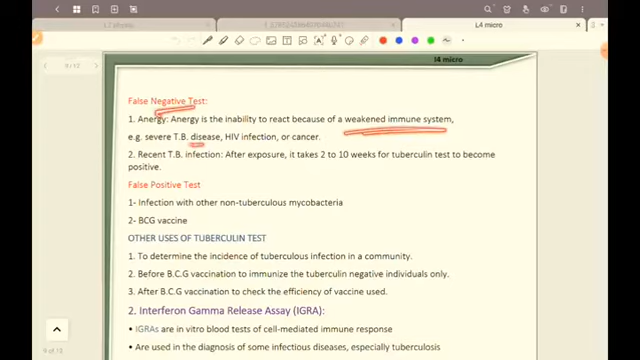 L4 micro
9 / 13
l4 micro
False Negative Test:
1. Anergy: Anergy is the inability to react because of a weakened immune system,
e.g. severe T.B. disease, HIV infection, or cancer.
2. Recent T.B. infection: After exposure, it takes 2 to 10 weeks for tuberculin test to become
positive.
False Positive Test
1- Infection with other non-tuberculous mycobacteria
2- BCG vaccine
OTHER USES OF TUBERCULIN TEST
1. To determine the incidence of tuberculous infection in a community.
2. Before B.C.G vaccination to immunize the tuberculin negative individuals only.
3. After B.C.G vaccination to check the efficiency of vaccine used.
2. Interferon Gamma Release Assay (IGRA):
• IGRAs are in vitro blood tests of cell-mediated immune response
• Are used in the diagnosis of some infectious diseases, especially tuberculosis